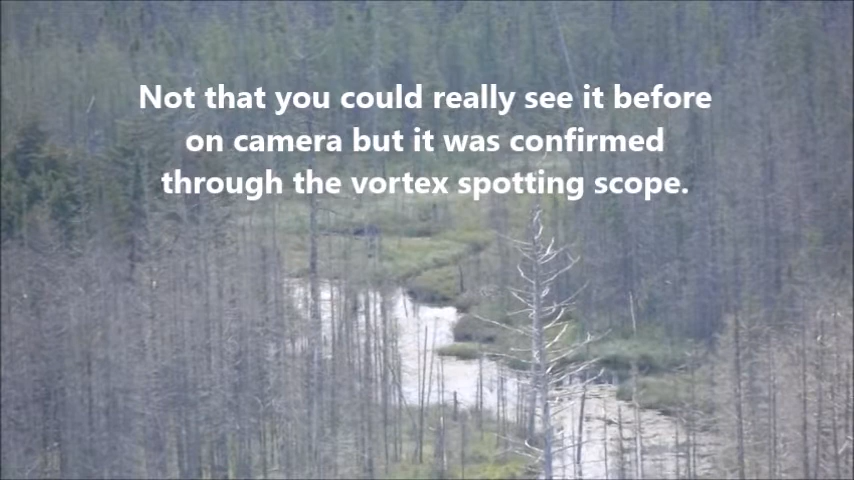 Not that you could really see it before
on camera but it was confirmed
through the vortex spotting scope.